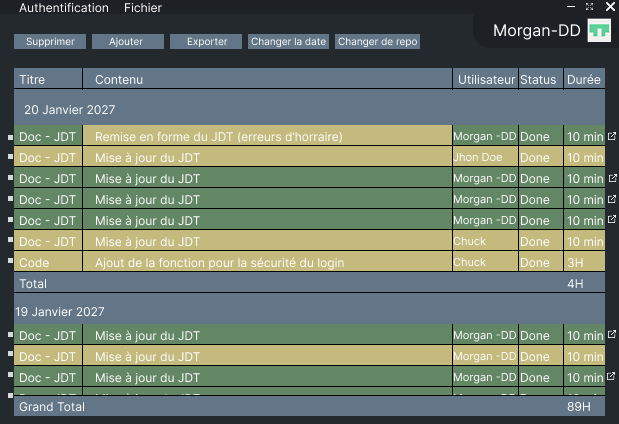 Authentification Fichier
Morgan-DD
Supprimer Ajouter Exporter Changer la date Changer de repo
Titre Contenu Utilisateur Status Durée
20 Janvier 2027
Doc - JDT Remise en forme du JDT (erreurs d'horraire) Morgan -DD Done 10 min
Doc - JDT Mise à jour du JDT Jhon Doe Done 10 min
Doc - JDT Mise à jour du JDT Morgan -DD Done 10 min
Doc - JDT Mise à jour du JDT Morgan -DD Done 10 min
Doc - JDT Mise à jour du JDT Morgan -DD Done 10 min
Doc - JDT Mise à jour du JDT Chuck Done 10 min
Code Ajout de la fonction pour la sécurité du login Chuck Done 3H
Total 4H
19 Janvier 2027
Doc - JDT Mise à jour du JDT Morgan -DD Done 10 min
Doc - JDT Mise à jour du JDT Morgan -DD Done 10 min
Doc - JDT Mise à jour du JDT Morgan -DD Done 10 min
Grand Total 89H